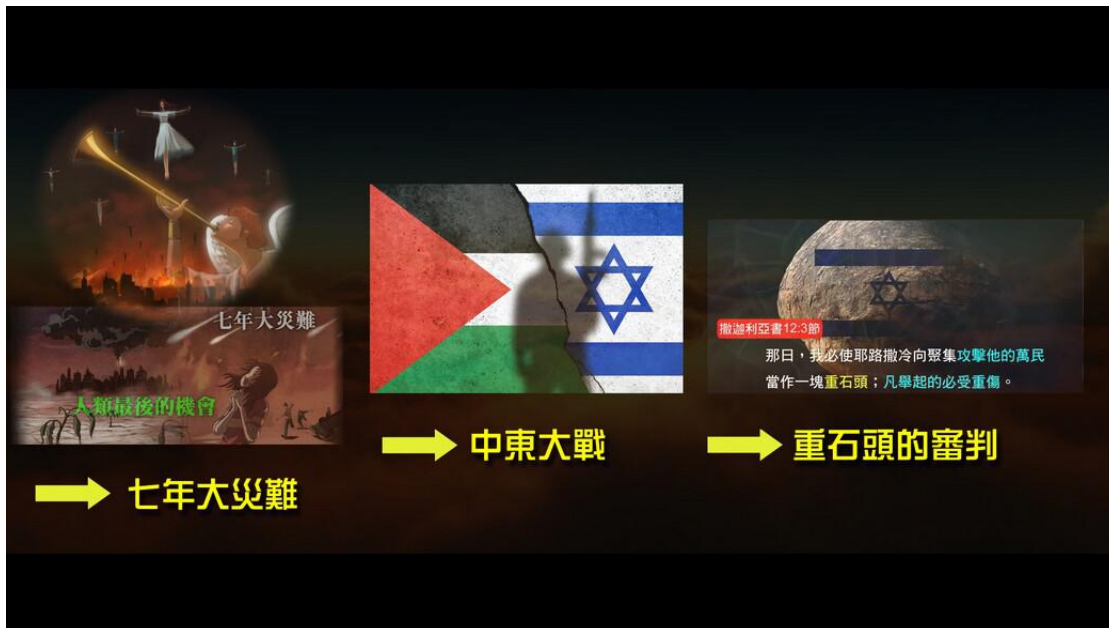 七年大災難
人類最後的機會
七年大災難
中東大戰
撒迦利亞書12:3節
那日，我必使耶路撒冷向聚集攻擊他的萬民
當作一塊重石頭；凡舉起的必受重傷。
重石頭的審判